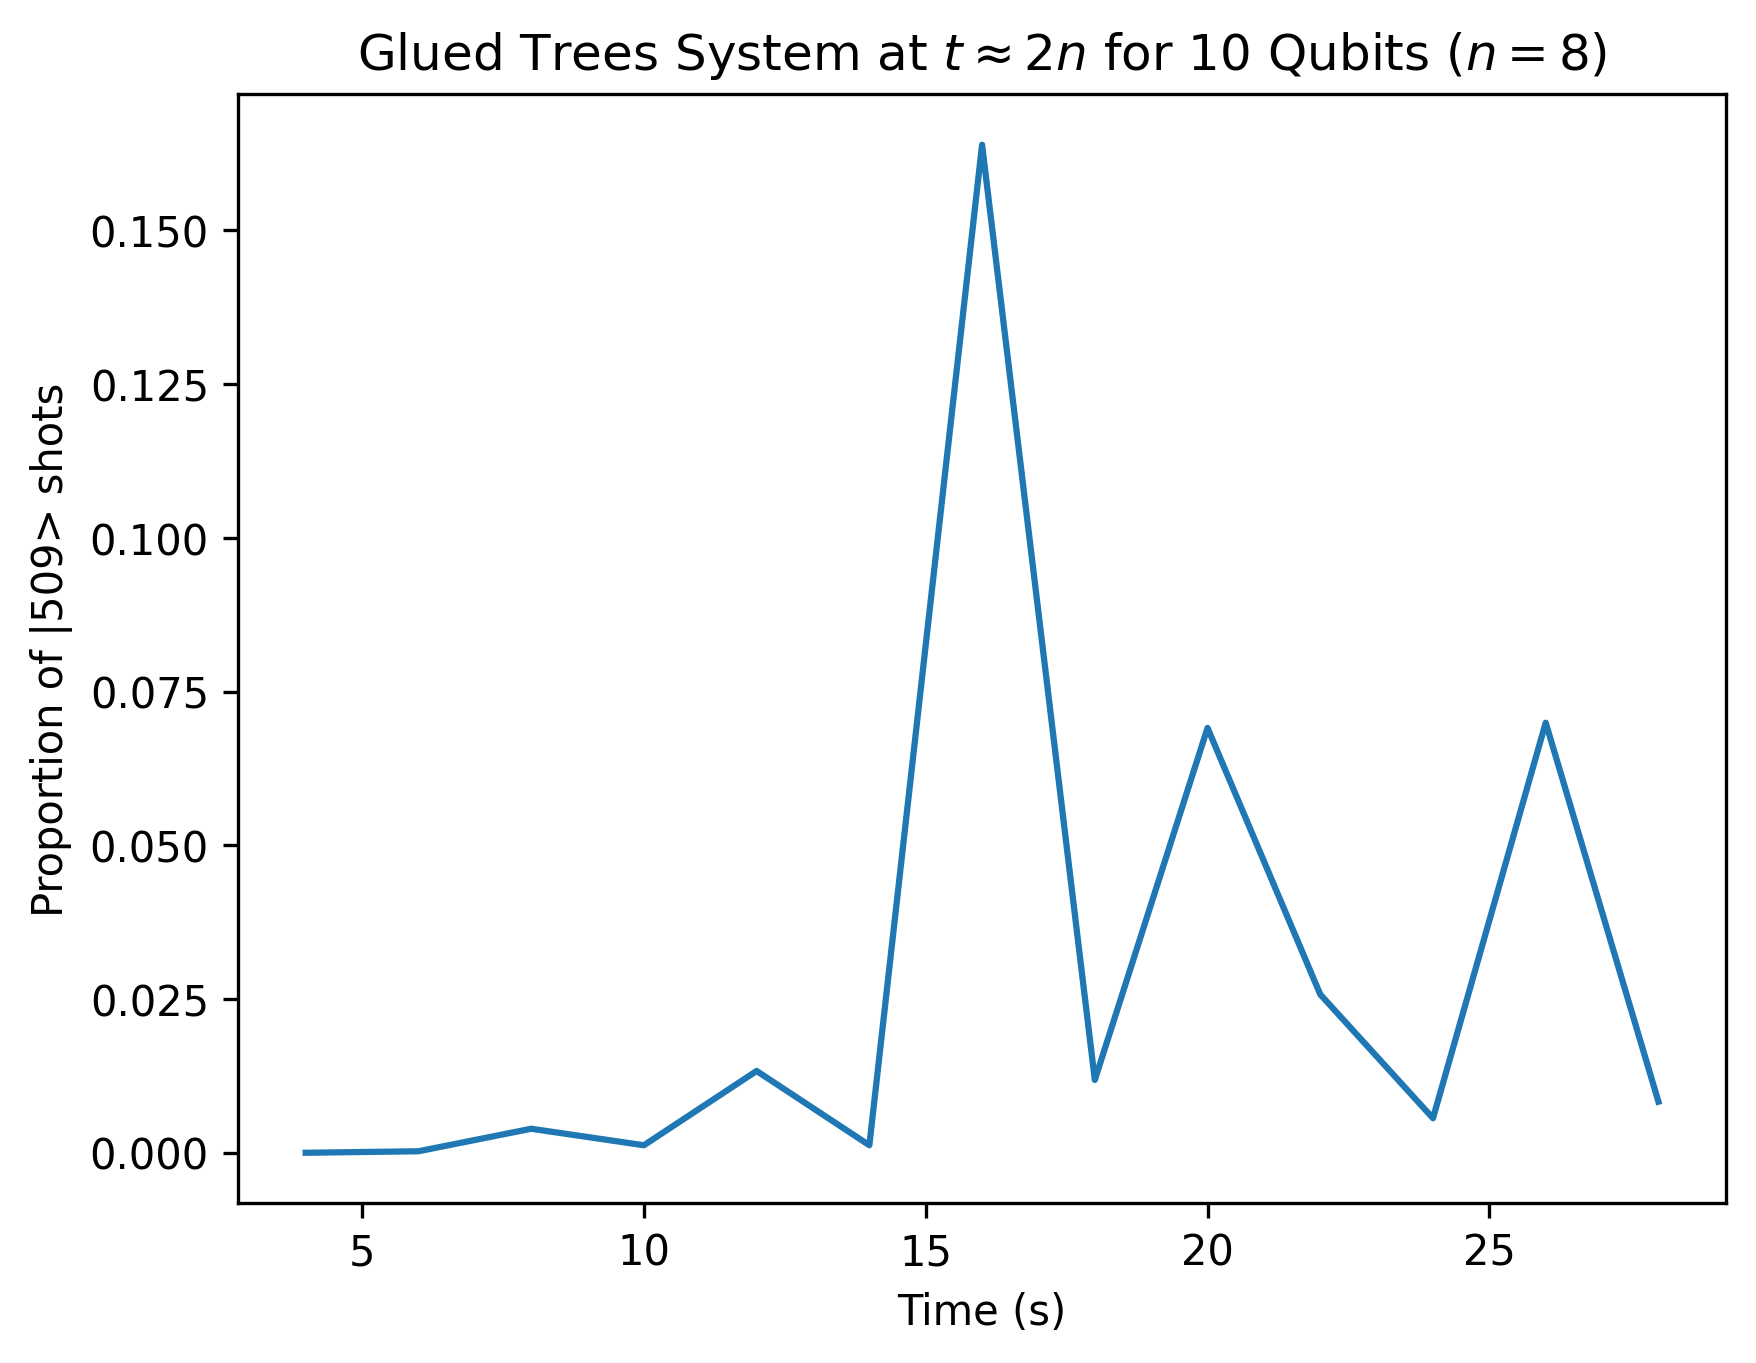 Glued Trees System at t ≈ 2n for 10 Qubits (n = 8)
Proportion of |509> shots
0.150
0.125
0.100
0.075
0.050
0.025
0.000
5 10 15 20 25
Time (s)